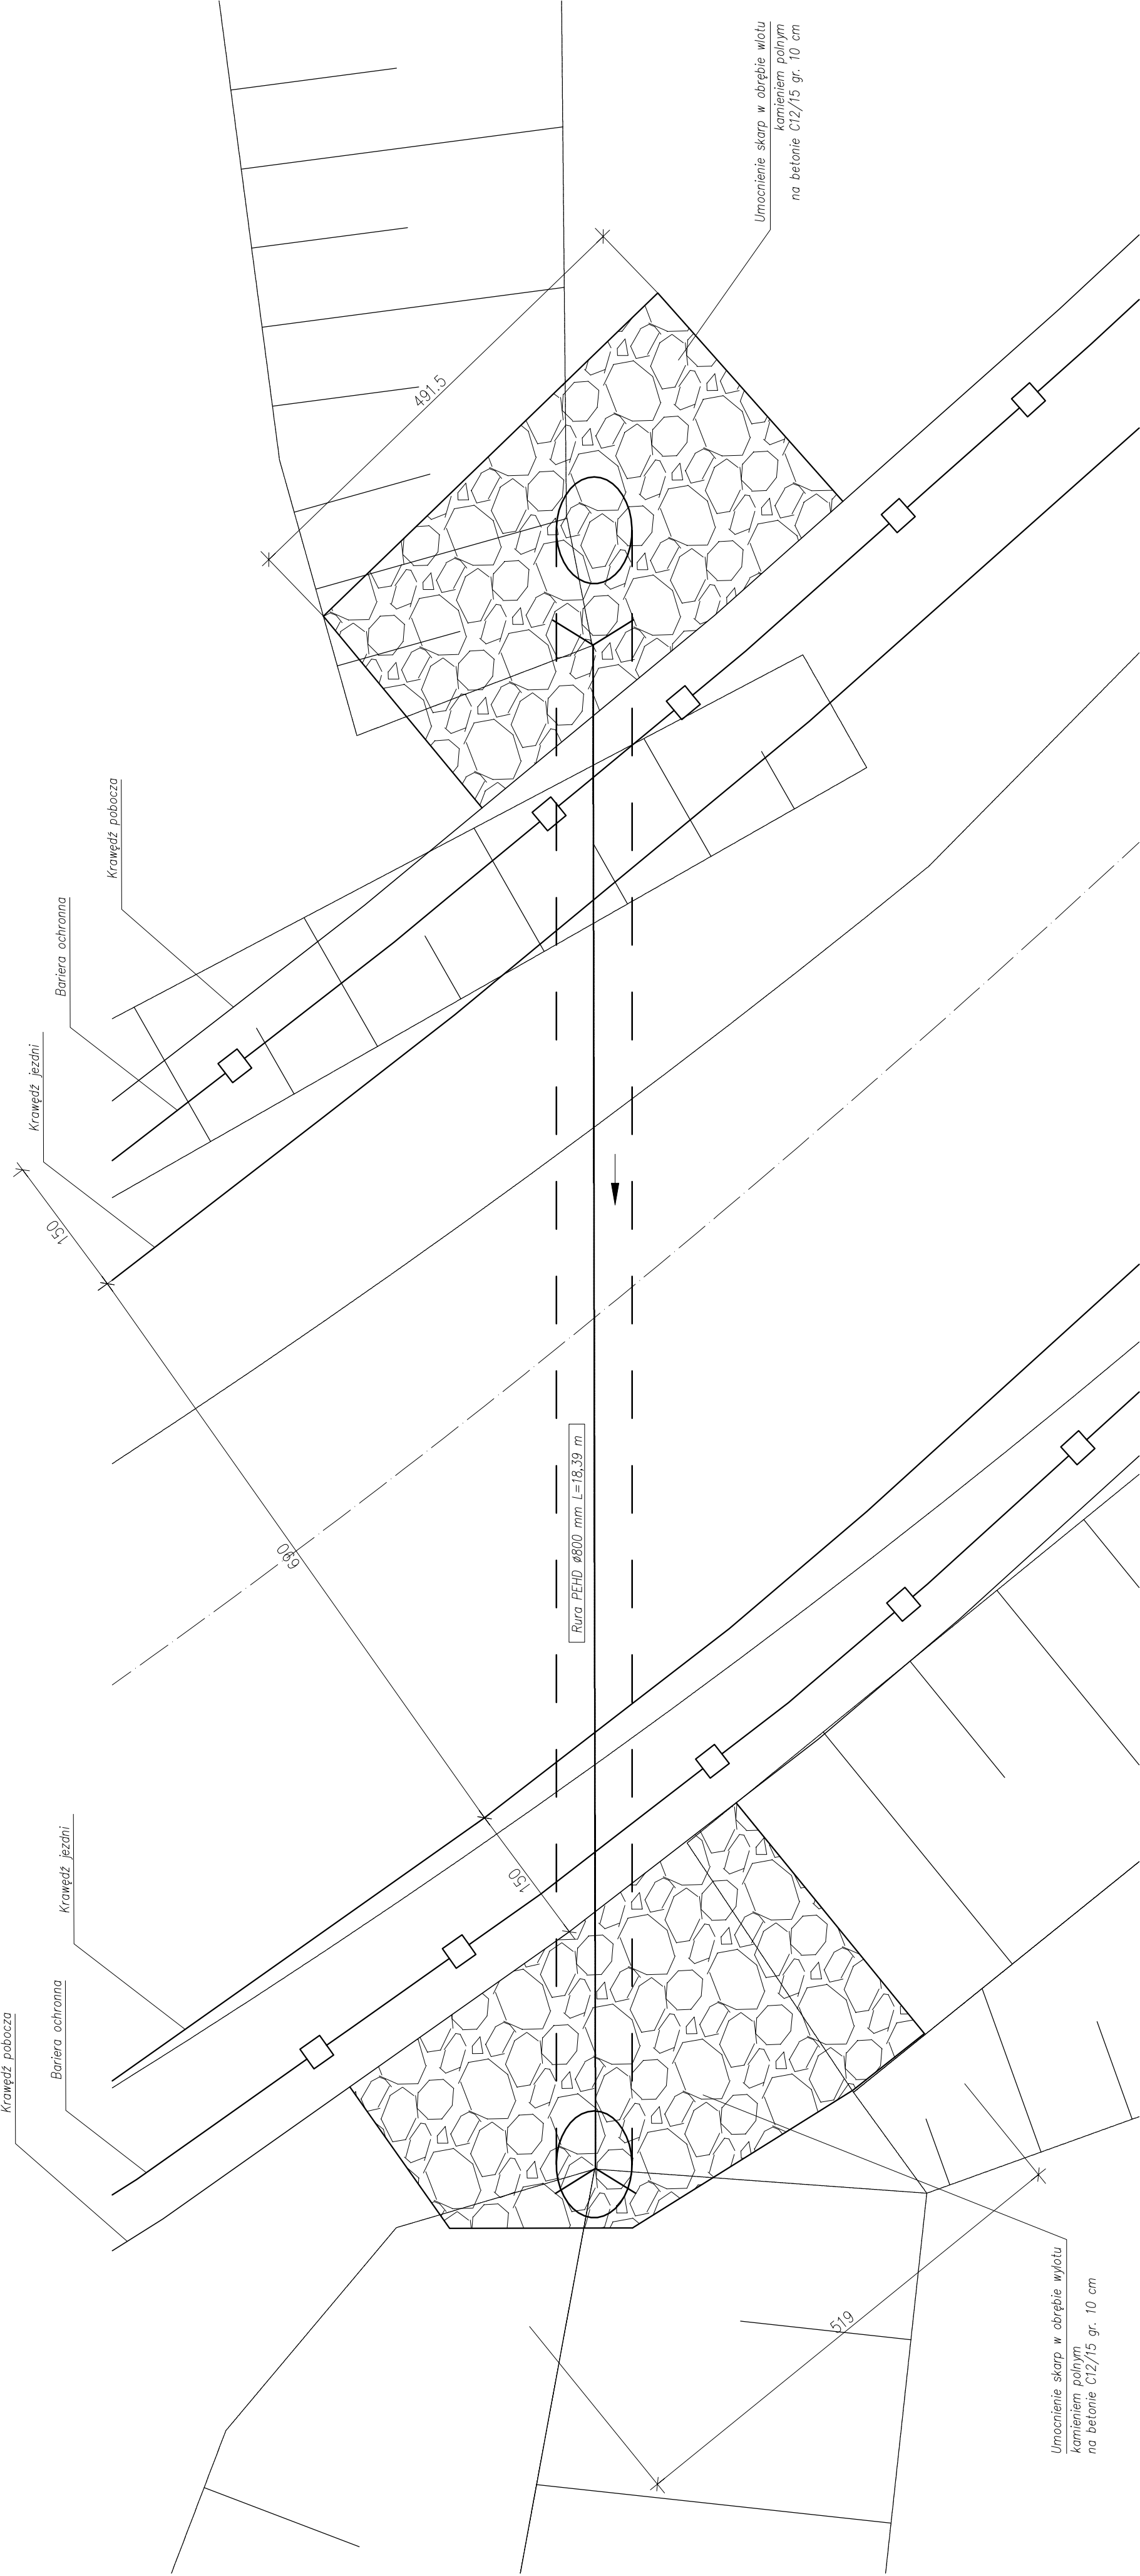 Umocnienie skarp w obrębie wlotu
kamieniem polnym
na betonie C12/15 gr. 10 cm
491.5
Krawędź pobocza
Bariera ochronna
Krawędź jezdni
150
690
Rura PEHD ø800 mm L=18,39 m
Krawędź jezdni
150
Bariera ochronna
Krawędź pobocza
519
Umocnienie skarp w obrębie wylotu
kamieniem polnym
na betonie C12/15 gr. 10 cm